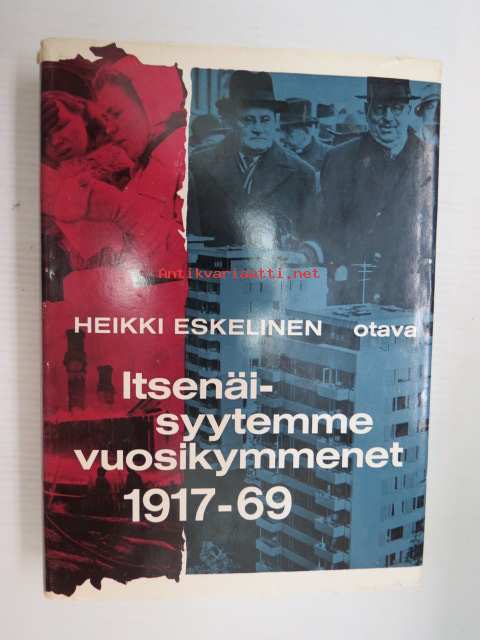 Antikvariaatti.net
HEIKKI ESKELINEN otava
Itsenäi-
syytemme
vuosikymmenet
1917-69